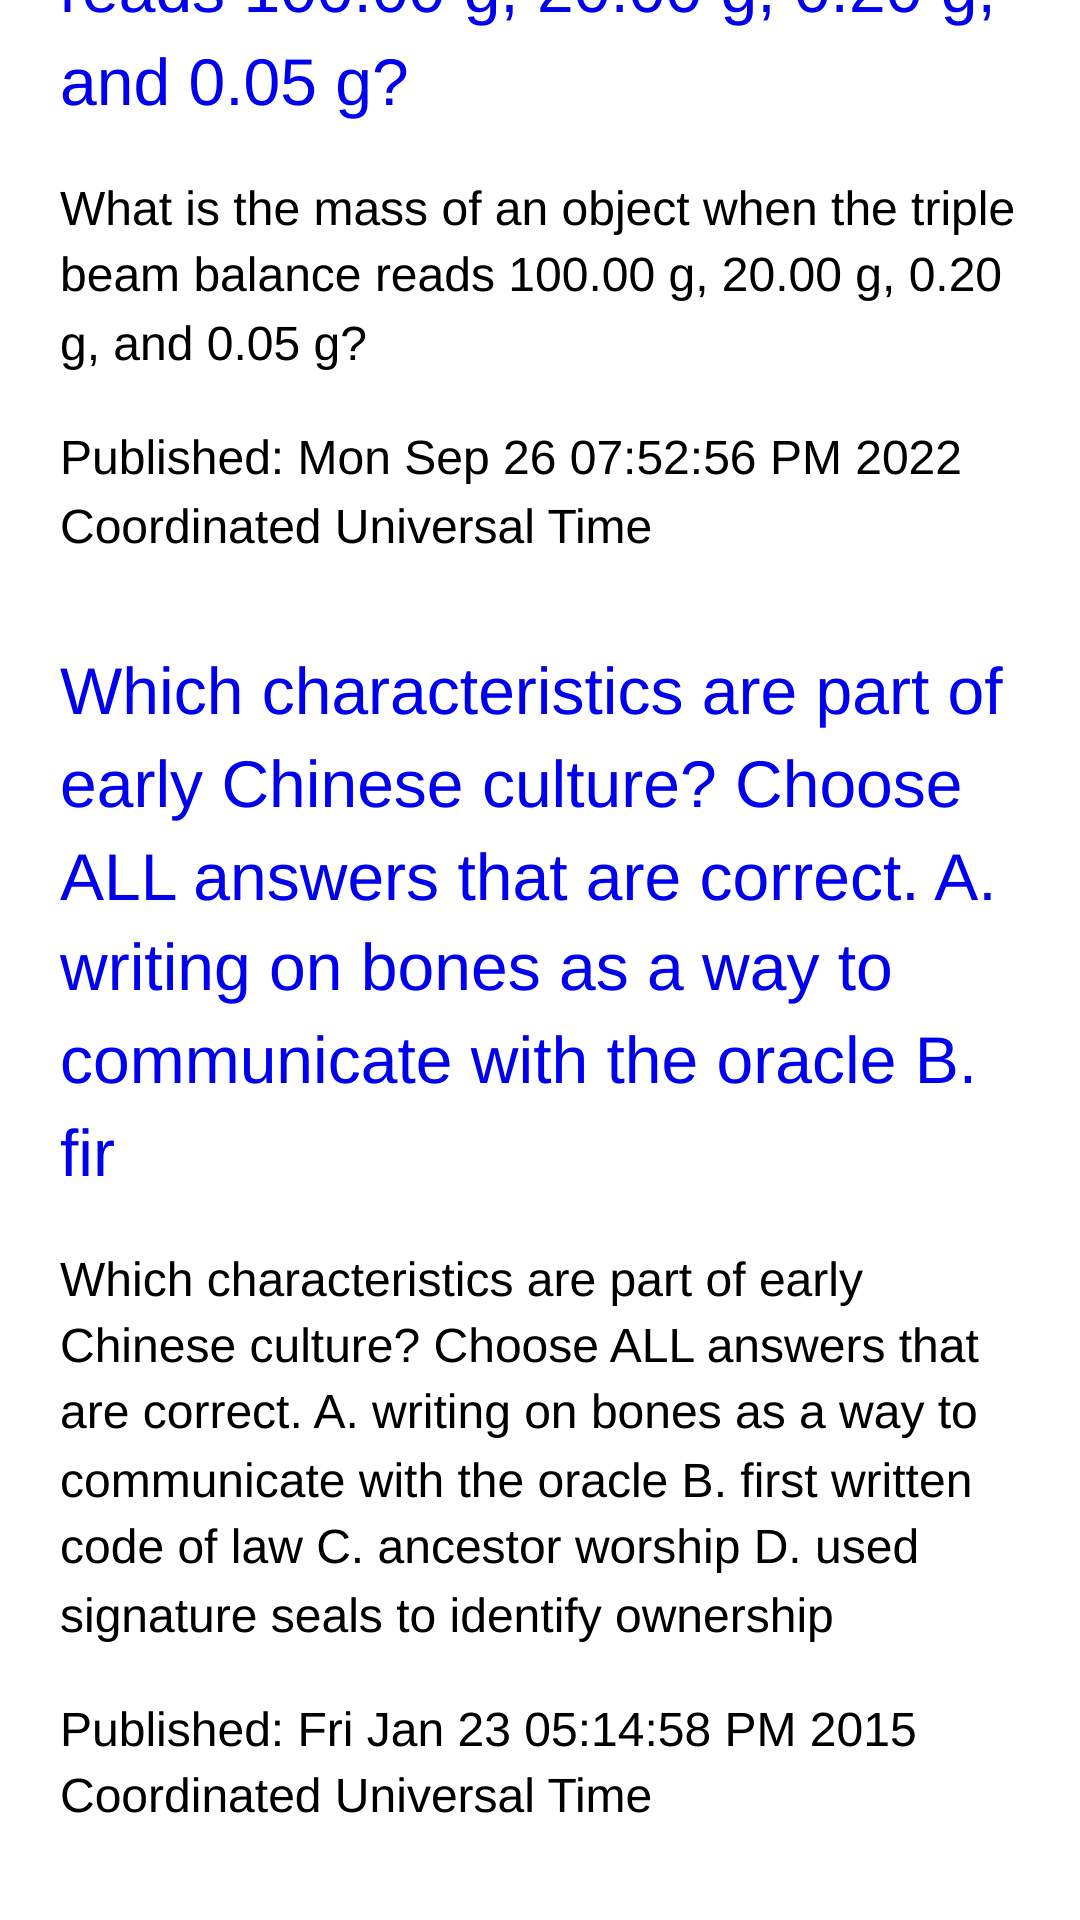 reads 100.00 g, 20.00 g, 0.20 g,
and 0.05 g?
What is the mass of an object when the triple
beam balance reads 100.00 g, 20.00 g, 0.20
g, and 0.05 g?
Published: Mon Sep 26 07:52:56 PM 2022
Coordinated Universal Time
Which characteristics are part of
early Chinese culture? Choose
ALL answers that are correct. A.
writing on bones as a way to
communicate with the oracle B.
fir
Which characteristics are part of early
Chinese culture? Choose ALL answers that
are correct. A. writing on bones as a way to
communicate with the oracle B. first written
code of law C. ancestor worship D. used
signature seals to identify ownership
Published: Fri Jan 23 05:14:58 PM 2015
Coordinated Universal Time